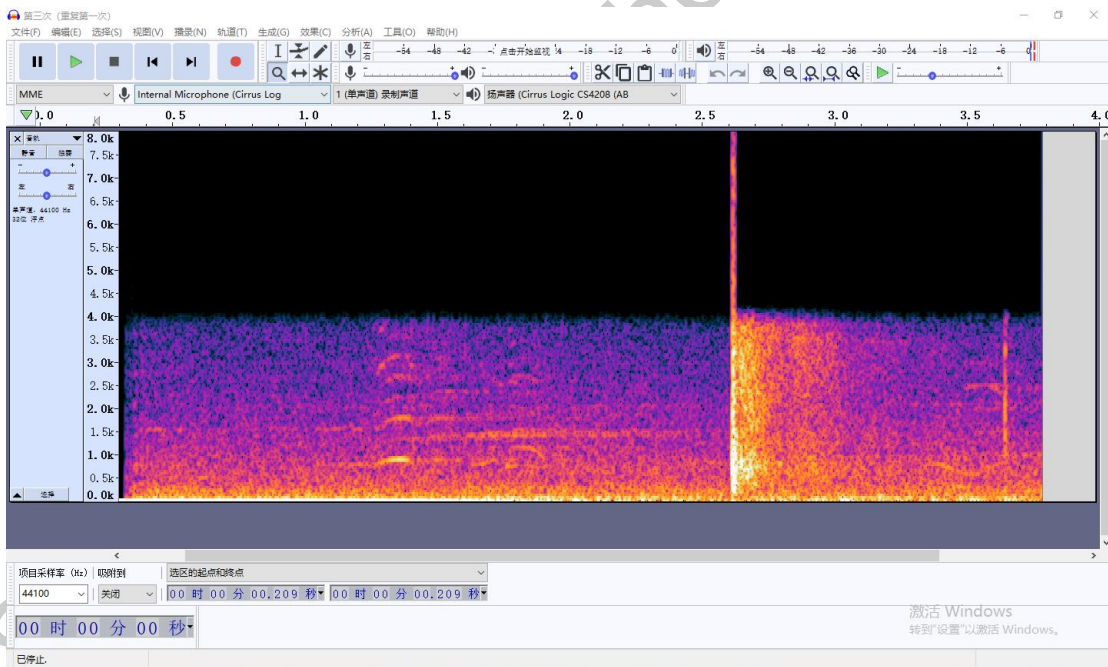 第三次 (重复第一次)
文件(F) 编辑(E) 选择(S) 视图(V) 播录(N) 轨道(T) 生成(G) 效果(C) 分析(A) 工具(O) 帮助(H)
左 右 -54 -48 -42 -点击开始监视 -18 -12 -6 0 左 右 -54 -48 -42 -36 -30 -24 -18 -12 -6 0
MME Internal Microphone (Cirrus Log 1 (单声道) 录制声道 扬声器 (Cirrus Logic CS4208 (AB
0.5 1.0 1.5 2.0 2.5 3.0 3.5
音轨
静音 独奏
- +
左 右
单声道, 44100 Hz
32位 浮点
选择
8.0k
7.5k
7.0k
6.5k
6.0k
5.5k
5.0k
4.5k
4.0k
3.5k
3.0k
2.5k
2.0k
1.5k
1.0k
0.5k
0.0k
项目采样率 (Hz) 吸附到 选区的起点和终点
44100 关闭 00 时 00 分 00.209 秒 00 时 00 分 00.209 秒
00 时 00 分 00 秒
激活 Windows
转到"设置"以激活 Windows。
已停止.